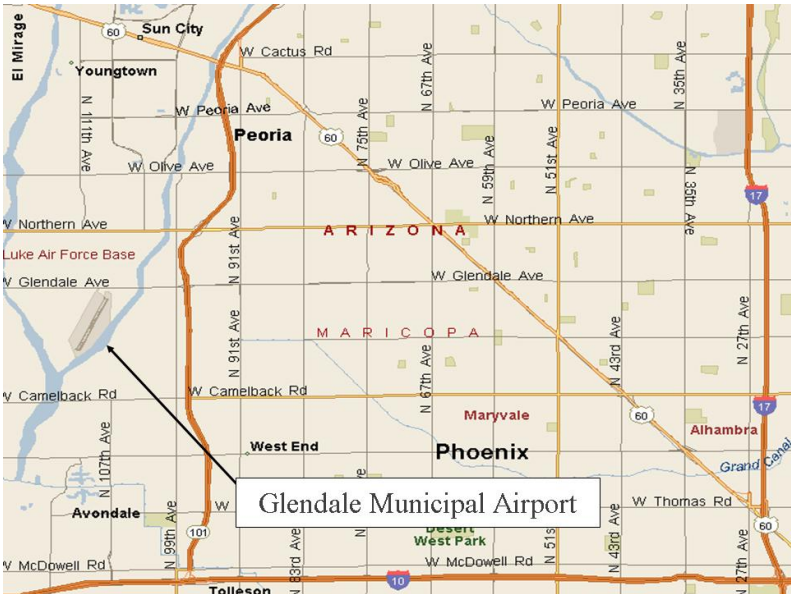 El Mirage
60
Sun City
Youngtown
W Cactus Rd
N 67th Ave
N 35th Ave
N 111th Ave
W Peoria Ave
Peoria
60
N 75th Ave
W Peoria Ave
W Olive Ave
W Olive Ave
N 59th Ave
N 51st Ave
N 35th Ave
17
W Northern Ave
N 91st Ave
ARIZONA
W Northern Ave
Luke Air Force Base
W Glendale Ave
W Glendale Ave
N 91st Ave
MARICOPA
N 67th Ave
N 43rd Ave
N 27th Ave
W Camelback Rd
W Camelback Rd
Maryvale
60
17
Alhambra
N 107th Ave
West End
Phoenix
Grand Canal
Glendale Municipal Airport
Avondale
N 99th Ave
W
W Thomas Rd
101
N 83rd Ave
N
Desert
West Park
N 51s
N 43rd Ave
60
W McDowell Rd
W McDowell Rd
N 27th Ave
Tolleson
10